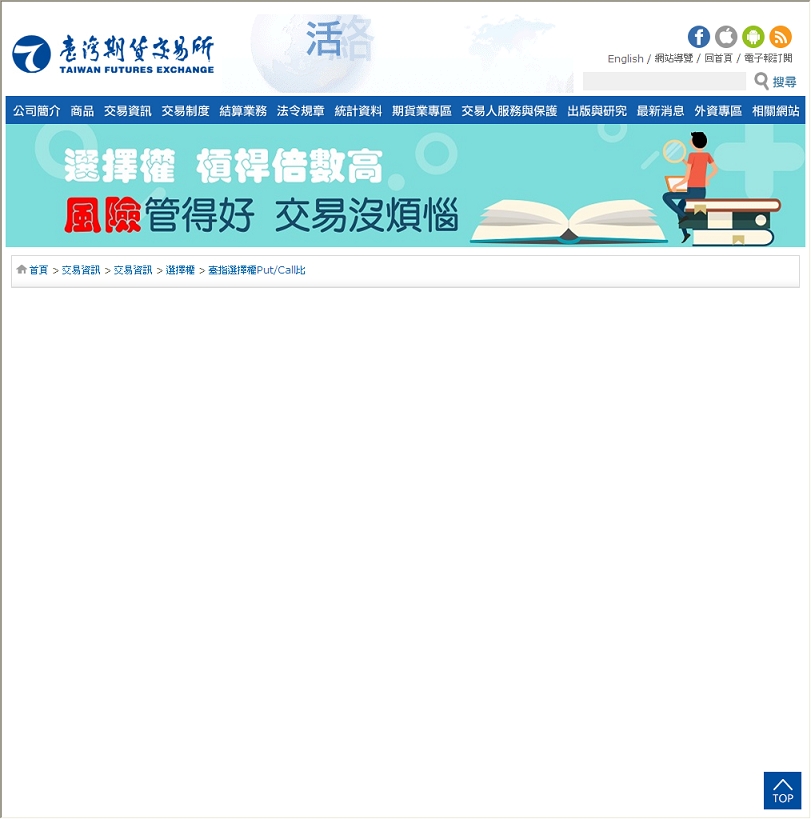 臺灣期貨交易所
TAIWAN FUTURES EXCHANGE
活絡
English / 網站導覽 / 回首頁 / 電子報訂閱
搜尋
公司簡介 商品 交易資訊 交易制度 結算業務 法令規章 統計資料 期貨業專區 交易人服務與保護 出版與研究 最新消息 外資專區 相關網站
選擇權 槓桿倍數高
風險管得好 交易沒煩惱
首頁 > 交易資訊 > 交易資訊 > 選擇權 > 臺指選擇權Put/Call比
TOP